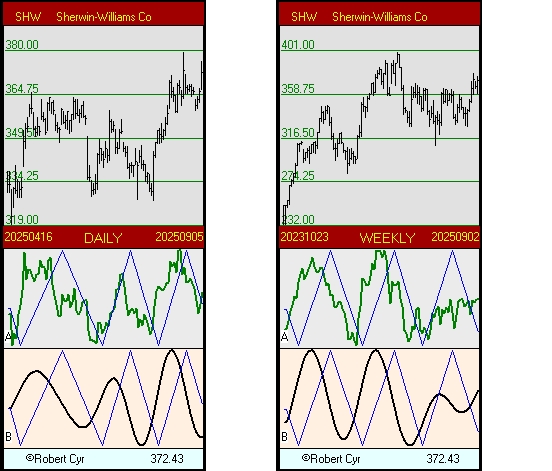 SHW Sherwin-Williams Co
380.00
364.75
349.50
334.25
319.00
20250416 DAILY 20250905
A
B
©Robert Cyr 372.43
SHW Sherwin-Williams Co
401.00
358.75
316.50
274.25
232.00
20231023 WEEKLY 20250902
A
B
©Robert Cyr 372.43